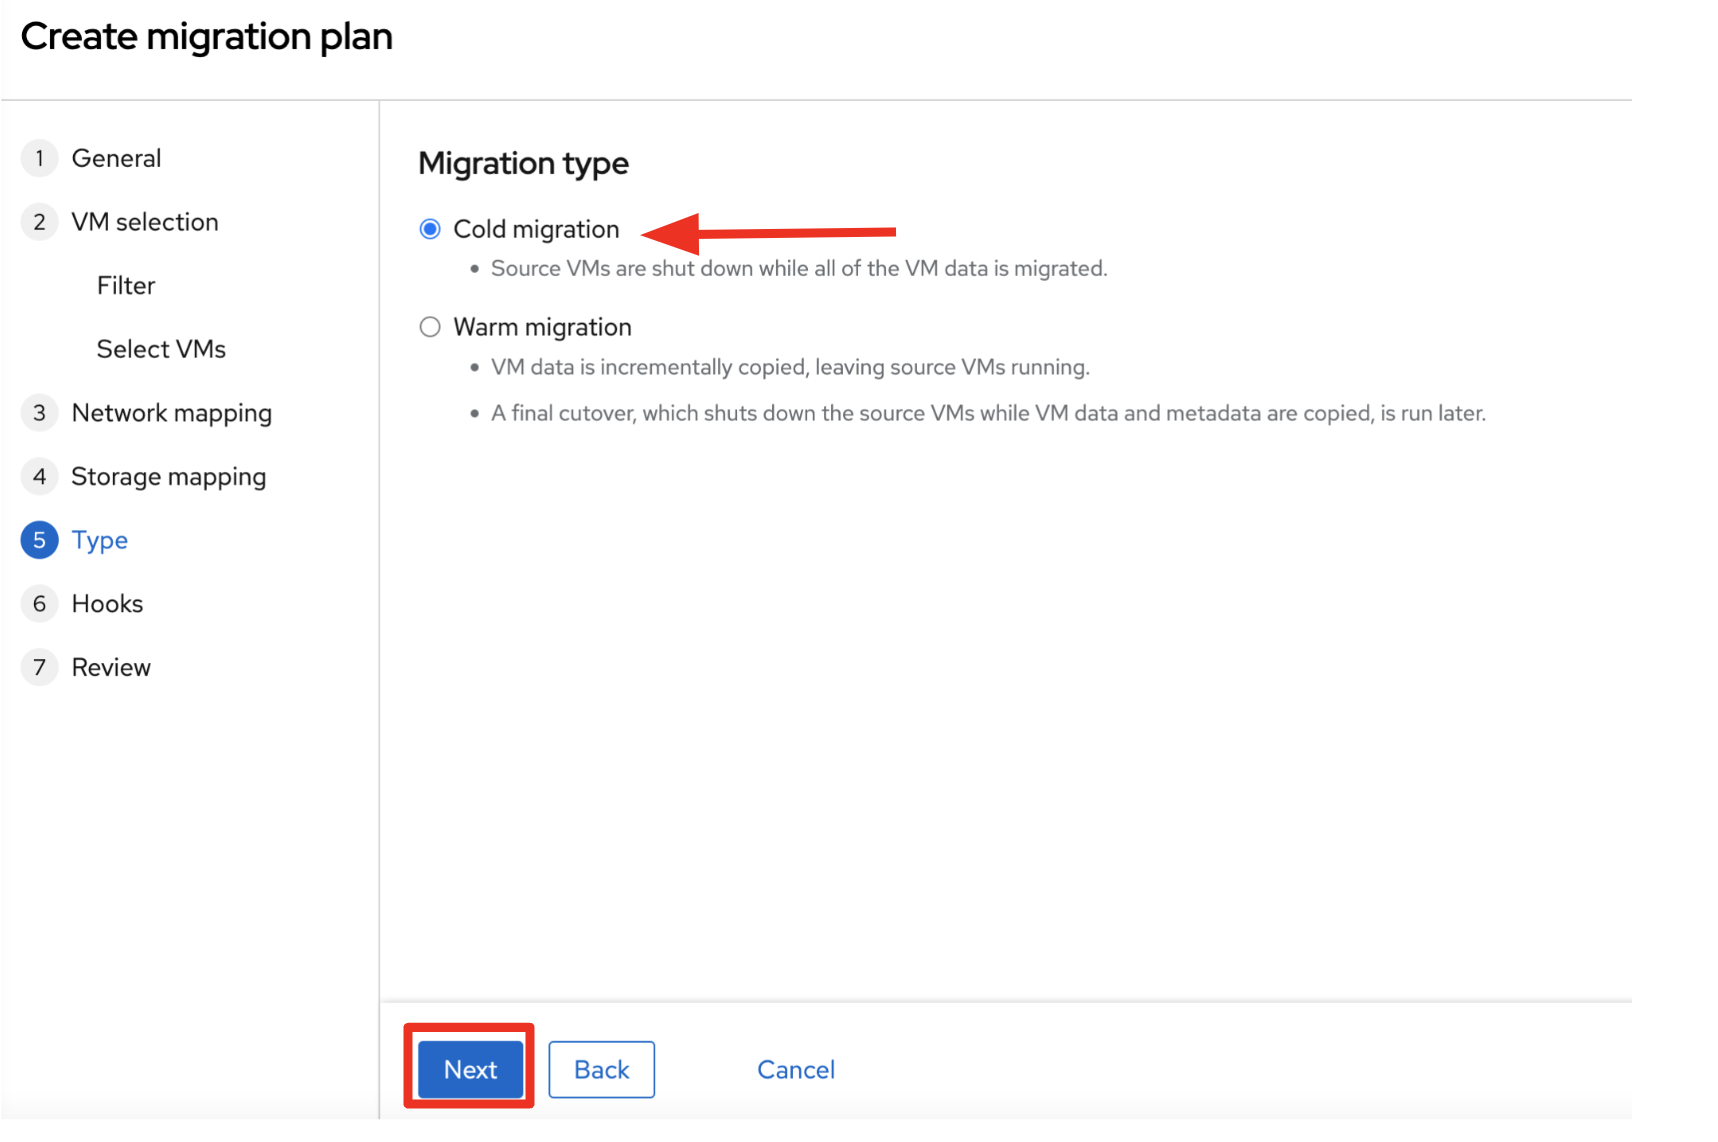 Create migration plan
1 General
2 VM selection
Filter
Select VMs
3 Network mapping
4 Storage mapping
5 Type
6 Hooks
7 Review
Migration type
Cold migration
• Source VMs are shut down while all of the VM data is migrated.
Warm migration
• VM data is incrementally copied, leaving source VMs running.
• A final cutover, which shuts down the source VMs while VM data and metadata are copied, is run later.
Next Back Cancel